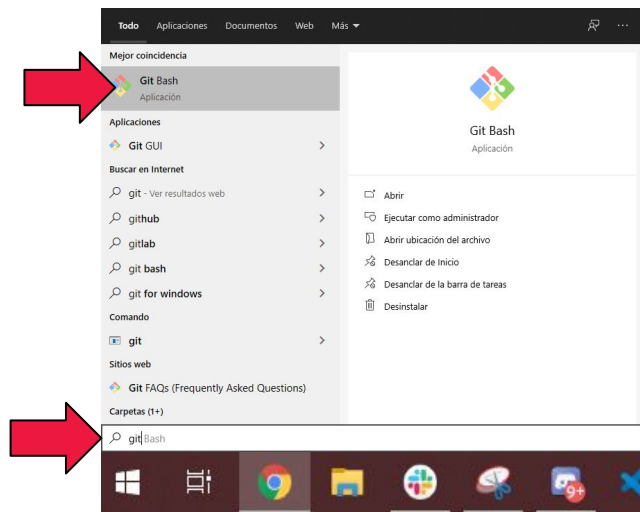 Todo Aplicaciones Documentos Web Más
Mejor coincidencia
Git Bash
Aplicación
Aplicaciones
Git GUI
Buscar en Internet
git - Ver resultados web
github
gitlab
git bash
git for windows
Comando
git
Sitios web
Git FAQs (Frequently Asked Questions)
Carpetas (1+)
git Bash
Git Bash
Aplicación
Abrir
Ejecutar como administrador
Abrir ubicación del archivo
Desanclar de Inicio
Desanclar de la barra de tareas
Desinstalar
9+